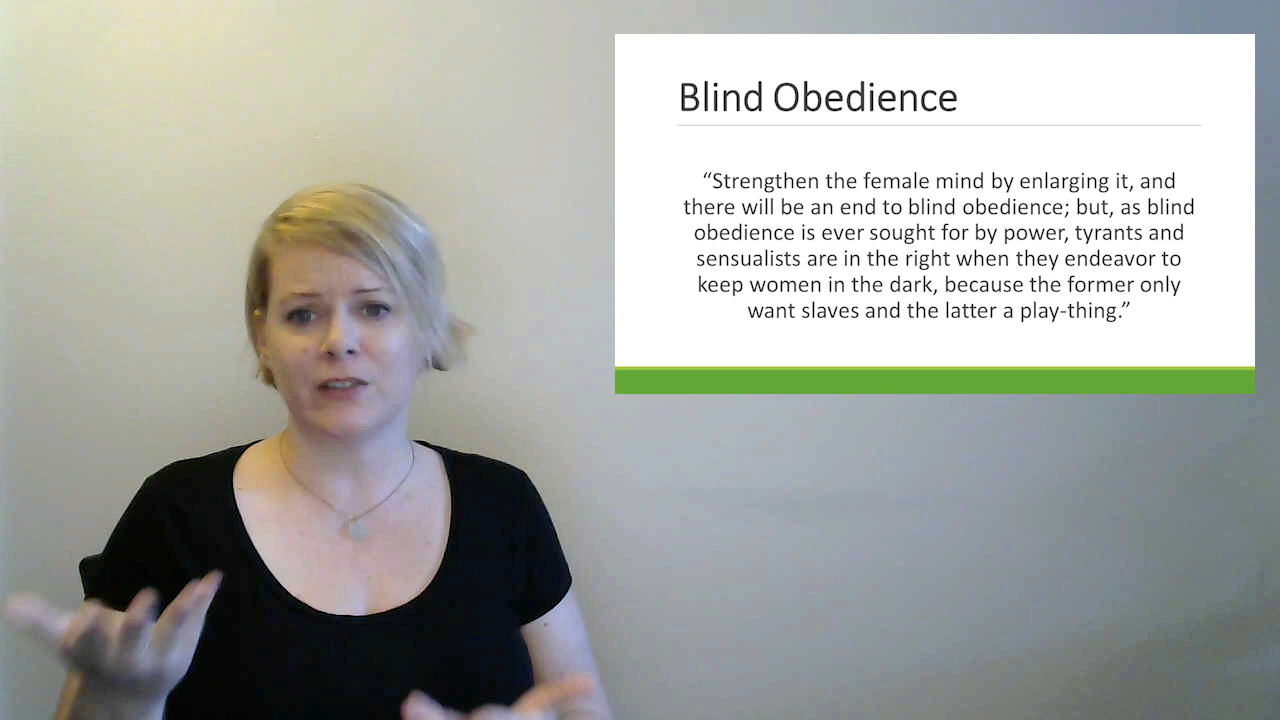 Blind Obedience
“Strengthen the female mind by enlarging it, and
there will be an end to blind obedience; but, as blind
obedience is ever sought for by power, tyrants and
sensualists are in the right when they endeavor to
keep women in the dark, because the former only
want slaves and the latter a play-thing.”